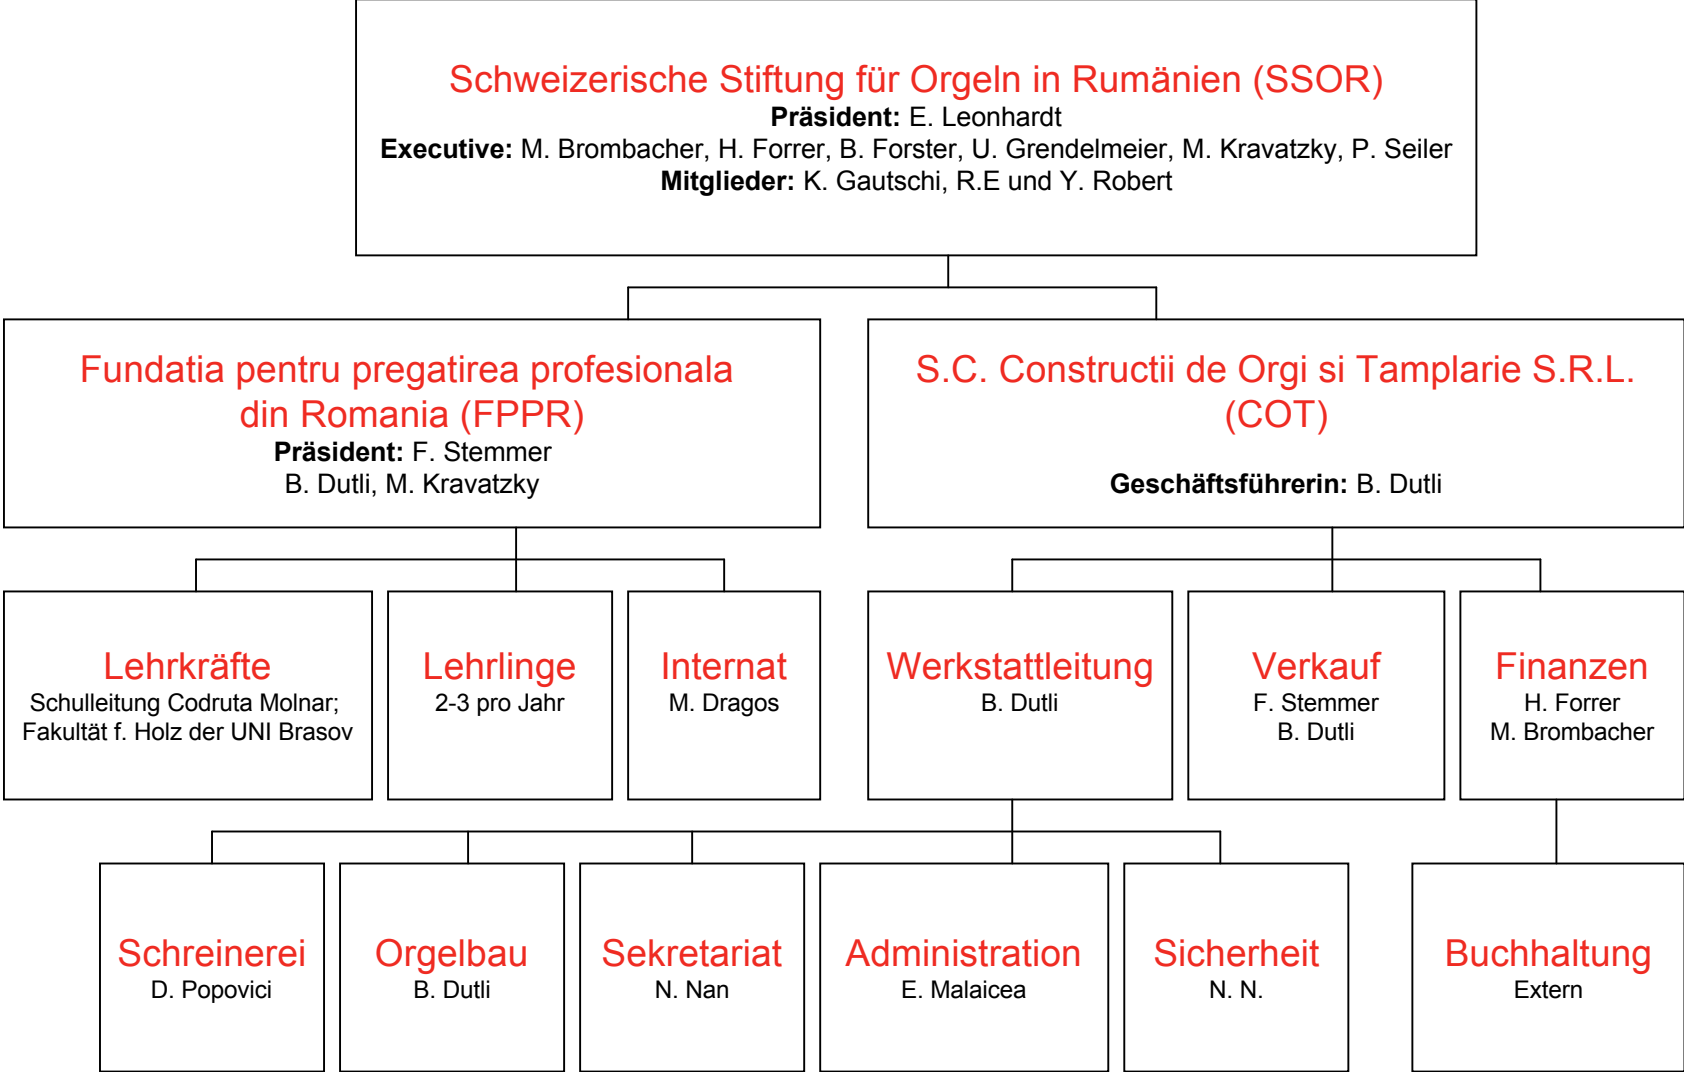 Schweizerische Stiftung für Orgeln in Rumänien (SSOR)
Präsident: E. Leonhardt
Executive: M. Brombacher, H. Forrer, B. Forster, U. Grendelmeier, M. Kravatzky, P. Seiler
Mitglieder: K. Gautschi, R.E und Y. Robert
Fundatia pentru pregatirea profesionala
din Romania (FPPR)
Präsident: F. Stemmer
B. Dutli, M. Kravatzky
S.C. Constructii de Orgi si Tamplarie S.R.L.
(COT)
Geschäftsführerin: B. Dutli
Lehrkräfte
Schulleitung Codruta Molnar;
Fakultät f. Holz der UNI Brasov
Lehrlinge
2-3 pro Jahr
Internat
M. Dragos
Werkstattleitung
B. Dutli
Verkauf
F. Stemmer
B. Dutli
Finanzen
H. Forrer
M. Brombacher
Schreinerei
D. Popovici
Orgelbau
B. Dutli
Sekretariat
N. Nan
Administration
E. Malaicea
Sicherheit
N. N.
Buchhaltung
Extern